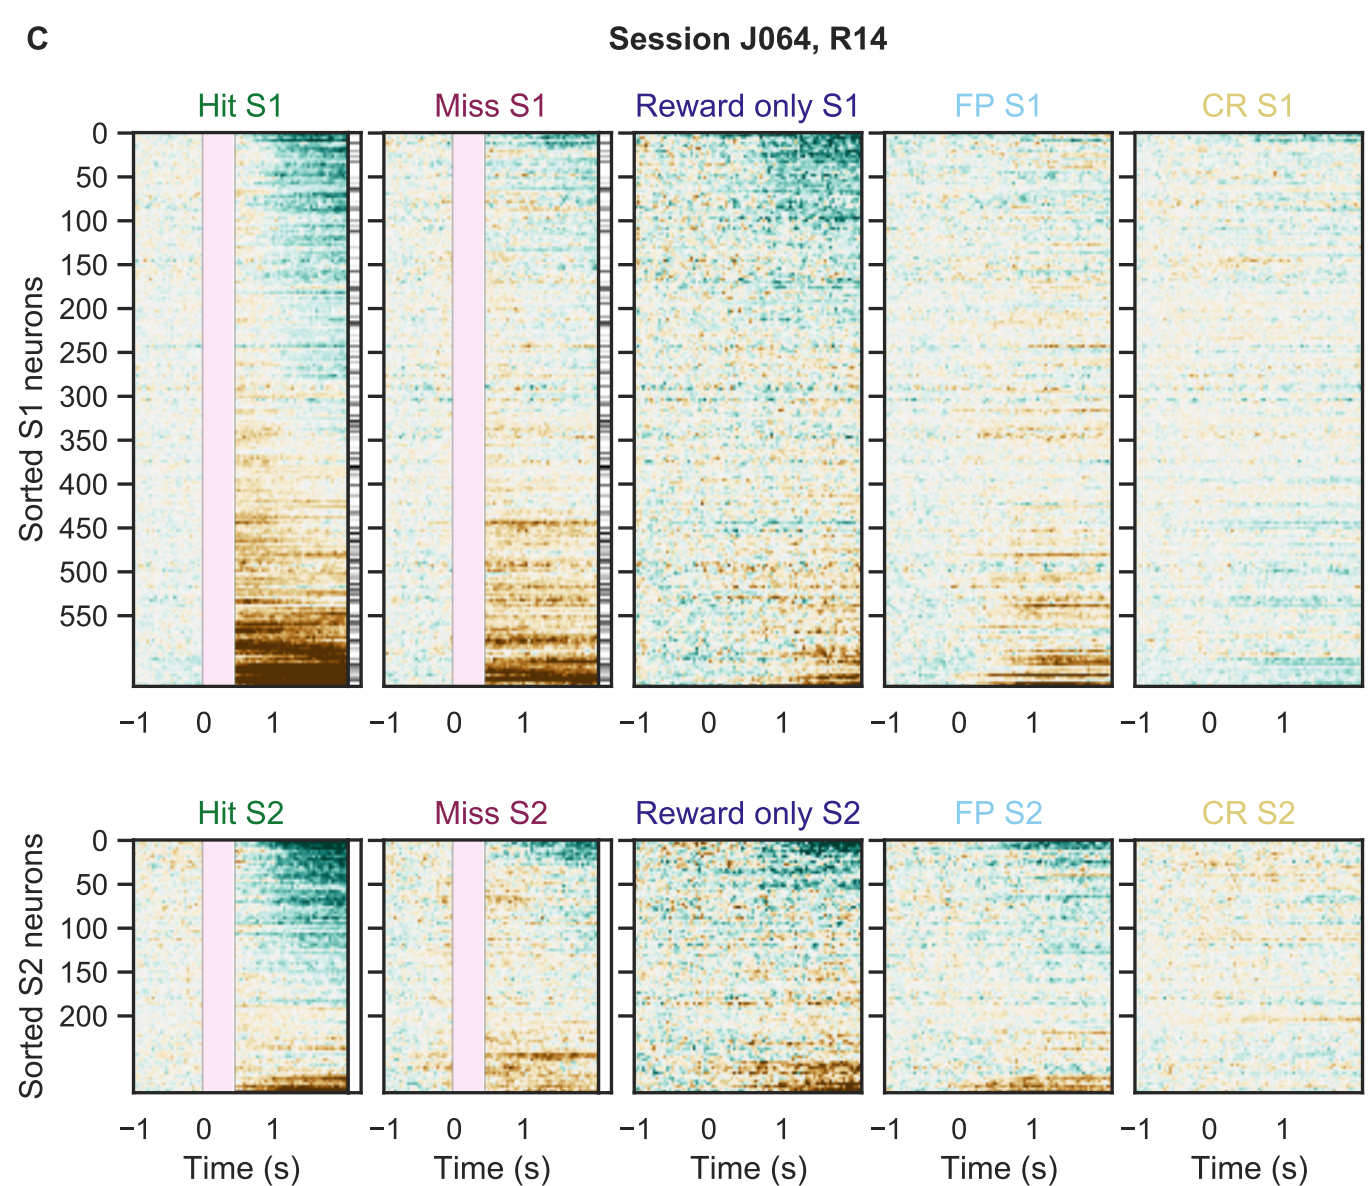 C
Session J064, R14
Hit S1 Miss S1 Reward only S1 FP S1 CR S1
Sorted S1 neurons
0
50
100
150
200
250
300
350
400
450
500
550
−1 0 1 −1 0 1 −1 0 1 −1 0 1 −1 0 1
Hit S2 Miss S2 Reward only S2 FP S2 CR S2
Sorted S2 neurons
0
50
100
150
200
−1 0 1 −1 0 1 −1 0 1 −1 0 1 −1 0 1
Time (s) Time (s) Time (s) Time (s) Time (s)